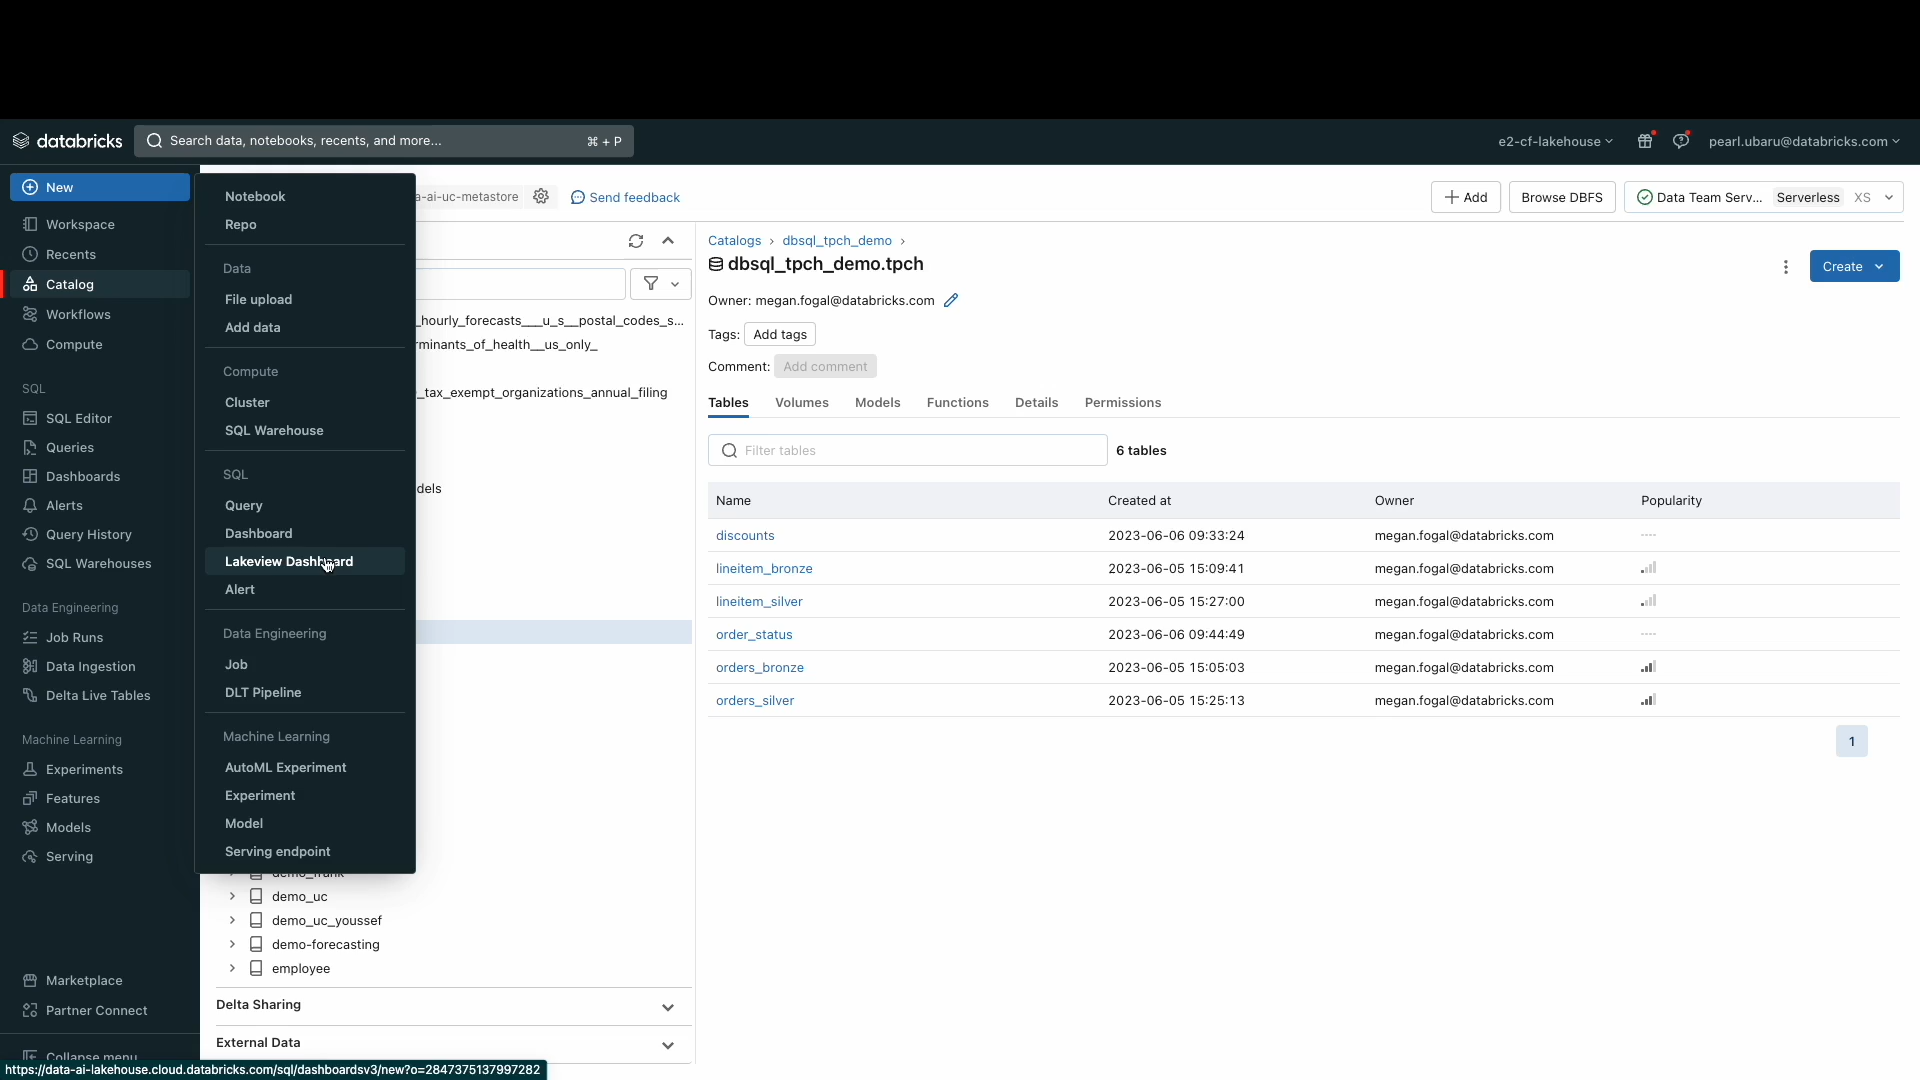 databricks
Search data, notebooks, recents, and more...
⌘ + P
e2-cf-lakehouse
pearl.ubaru@databricks.com
New
Workspace
Recents
Catalog
Workflows
Compute
SQL
SQL Editor
Queries
Dashboards
Alerts
Query History
SQL Warehouses
Data Engineering
Job Runs
Data Ingestion
Delta Live Tables
Machine Learning
Experiments
Features
Models
Serving
Marketplace
Partner Connect
Collapse menu
Notebook
Repo
Data
File upload
Add data
Compute
Cluster
SQL Warehouse
SQL
Query
Dashboard
Lakeview Dashboard
Alert
Data Engineering
Job
DLT Pipeline
Machine Learning
AutoML Experiment
Experiment
Model
Serving endpoint
a-ai-uc-metastore
Send feedback
+ Add
Browse DBFS
Data Team Serv... Serverless XS
_hourly_forecasts___u_s__postal_codes_s...
rminants_of_health__us_only_
_tax_exempt_organizations_annual_filing
dels
demo_uc
demo_uc_youssef
demo-forecasting
employee
Delta Sharing
External Data
Catalogs › dbsql_tpch_demo ›
dbsql_tpch_demo.tpch
Create
Owner: megan.fogal@databricks.com
Tags: Add tags
Comment: Add comment
Tables Volumes Models Functions Details Permissions
Filter tables
6 tables
Name Created at Owner Popularity
discounts 2023-06-06 09:33:24 megan.fogal@databricks.com
lineitem_bronze 2023-06-05 15:09:41 megan.fogal@databricks.com
lineitem_silver 2023-06-05 15:27:00 megan.fogal@databricks.com
order_status 2023-06-06 09:44:49 megan.fogal@databricks.com
orders_bronze 2023-06-05 15:05:03 megan.fogal@databricks.com
orders_silver 2023-06-05 15:25:13 megan.fogal@databricks.com
1
https://data-ai-lakehouse.cloud.databricks.com/sql/dashboardsv3/new?o=2847375137997282